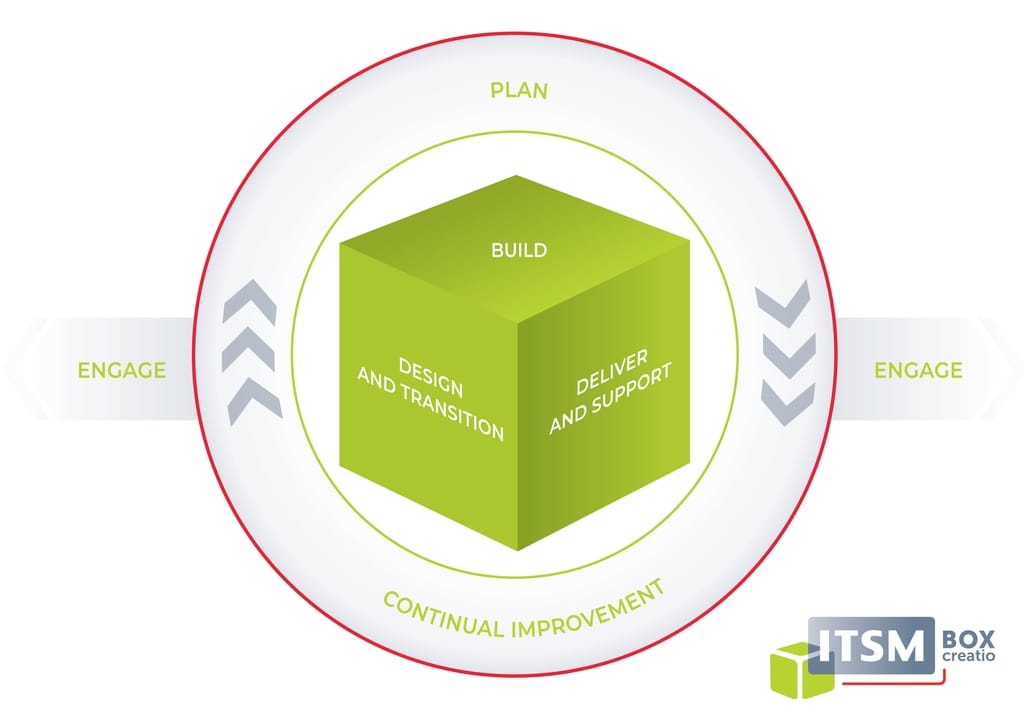 PLAN
BUILD
ENGAGE
DESIGN
AND TRANSITION
DELIVER
AND SUPPORT
ENGAGE
CONTINUAL IMPROVEMENT
ITSM BOX
creatio